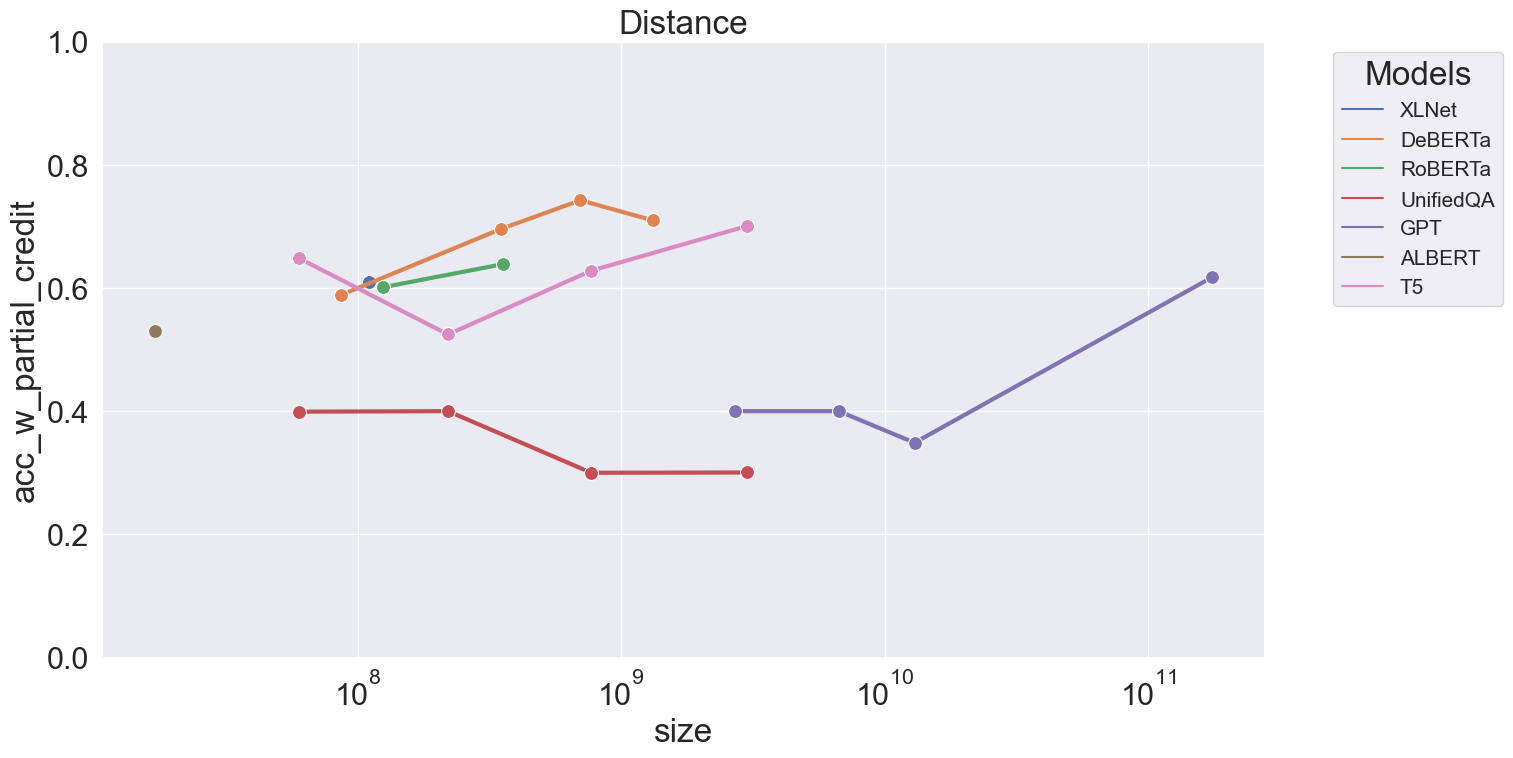 Distance
acc_w_partial_credit
1.0
0.8
0.6
0.4
0.2
0.0
10^8
10^9
10^10
10^11
size
Models
XLNet
DeBERTa
RoBERTa
UnifiedQA
GPT
ALBERT
T5